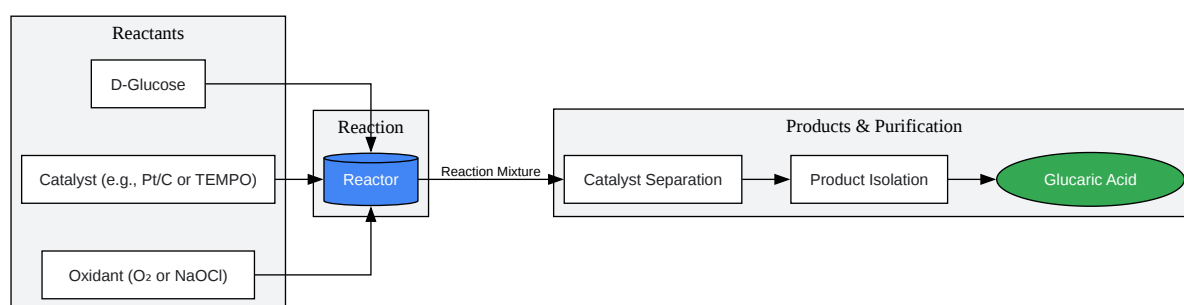 Reactants
D-Glucose
Catalyst (e.g., Pt/C or TEMPO)
Oxidant (O₂ or NaOCl)
Reaction
Reactor
Reaction Mixture
Products & Purification
Catalyst Separation
Product Isolation
Glucaric Acid